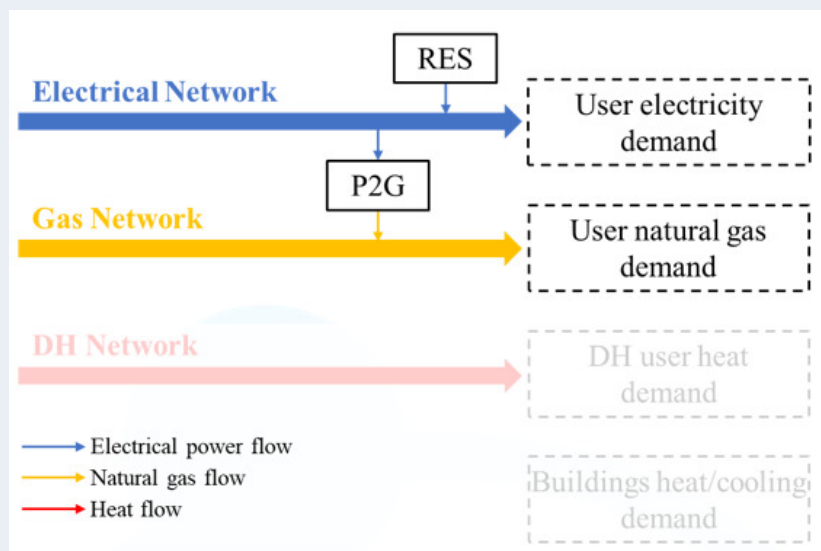 RES
Electrical Network
User electricity
demand
P2G
Gas Network
User natural gas
demand
DH Network
DH user heat
demand
Electrical power flow
Natural gas flow
Heat flow
Buildings heat/cooling
demand